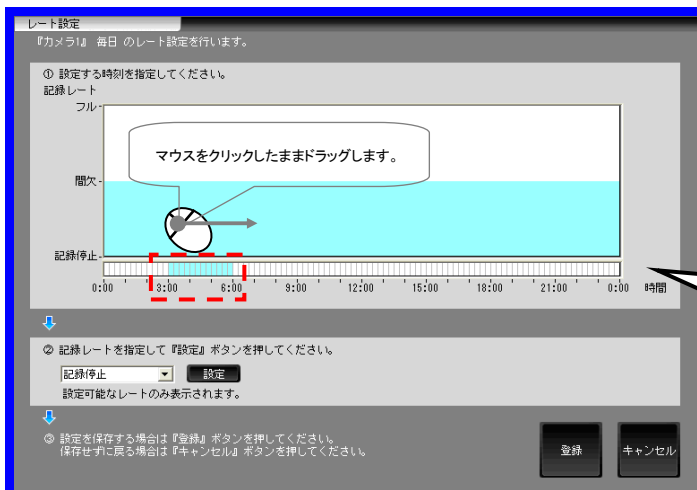 レート設定
『カメラ1』 毎日 のレート設定を行います。
① 設定する時刻を指定してください。
記録レート
フル
マウスをクリックしたままドラッグします。
間欠
記録停止
0:00 3:00 6:00 9:00 12:00 15:00 18:00 21:00 0:00 時間
② 記録レートを指定して『設定』ボタンを押してください。
記録停止 設定
設定可能なレートのみ表示されます。
③ 設定を保存する場合は『登録』ボタンを押してください。
保存せずに戻る場合は『キャンセル』ボタンを押してください。
登録 キャンセル